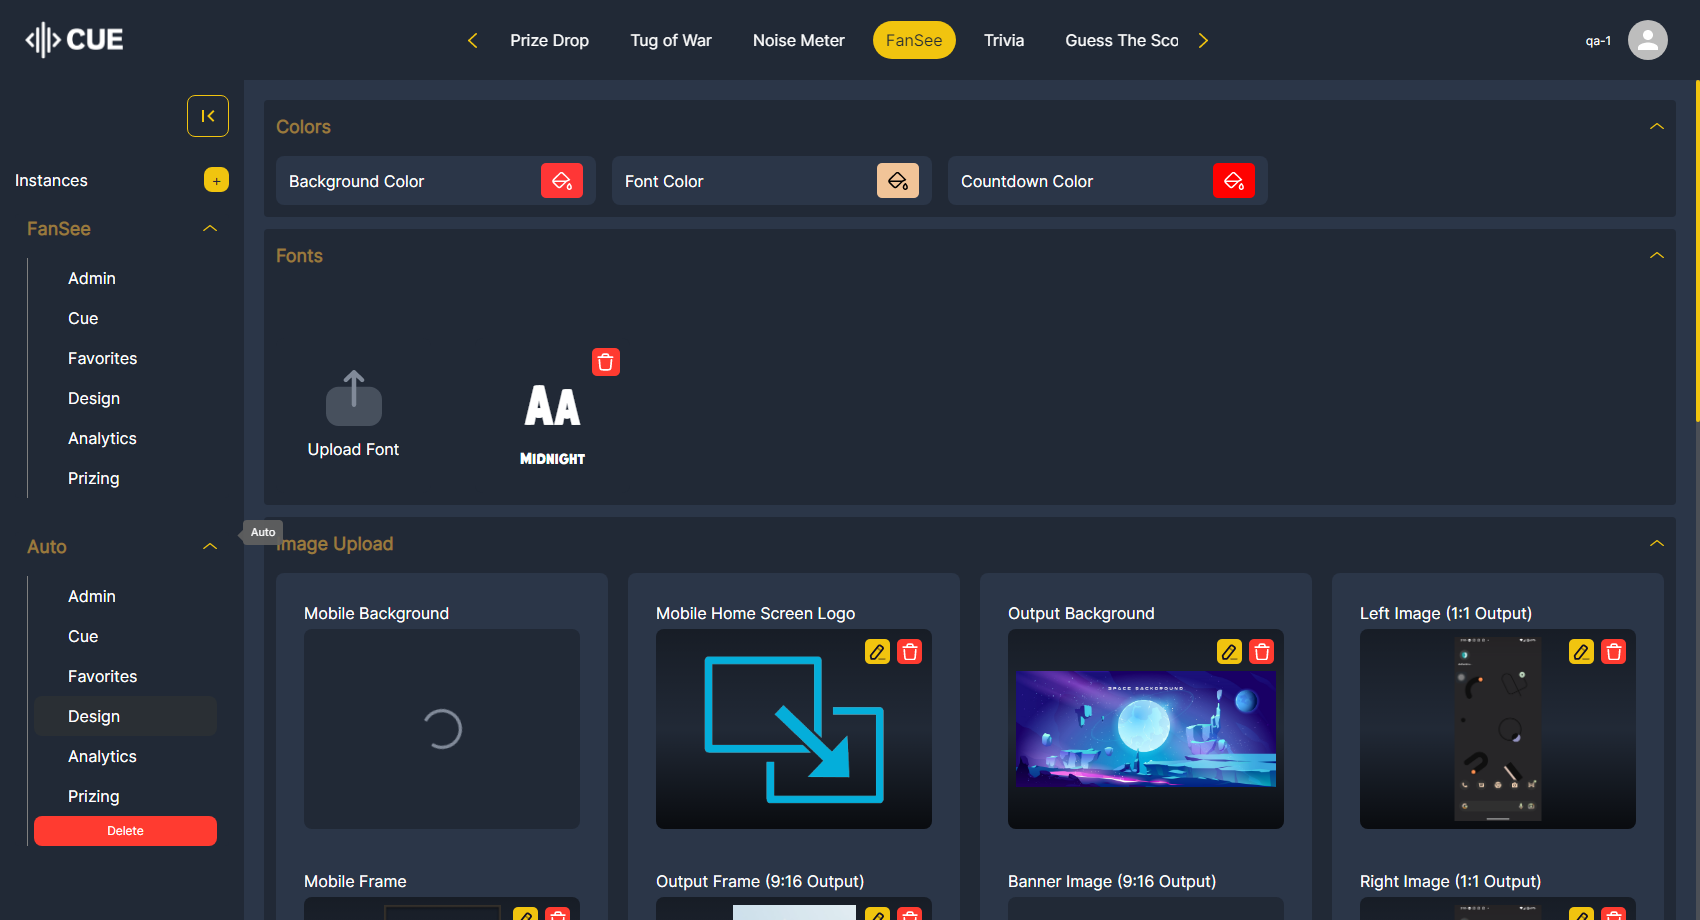 CUE
Prize Drop
Tug of War
Noise Meter
FanSee
Trivia
Guess The Sco
qa-1
Instances
+
FanSee
Admin
Cue
Favorites
Design
Analytics
Prizing
Auto
Admin
Cue
Favorites
Design
Analytics
Prizing
Delete
Auto
Colors
Background Color
Font Color
Countdown Color
Fonts
Upload Font
AA
MIDNIGHT
Image Upload
Mobile Background
Mobile Home Screen Logo
Output Background
SPACE BACKGROUND
Left Image (1:1 Output)
Mobile Frame
Output Frame (9:16 Output)
Banner Image (9:16 Output)
Right Image (1:1 Output)